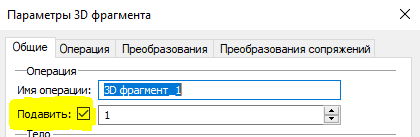 Параметры 3D фрагмента
Общие Операция Преобразования Преобразования сопряжений
Операция
Имя операции: 3D фрагмент_1
Подавить: 1
Тело